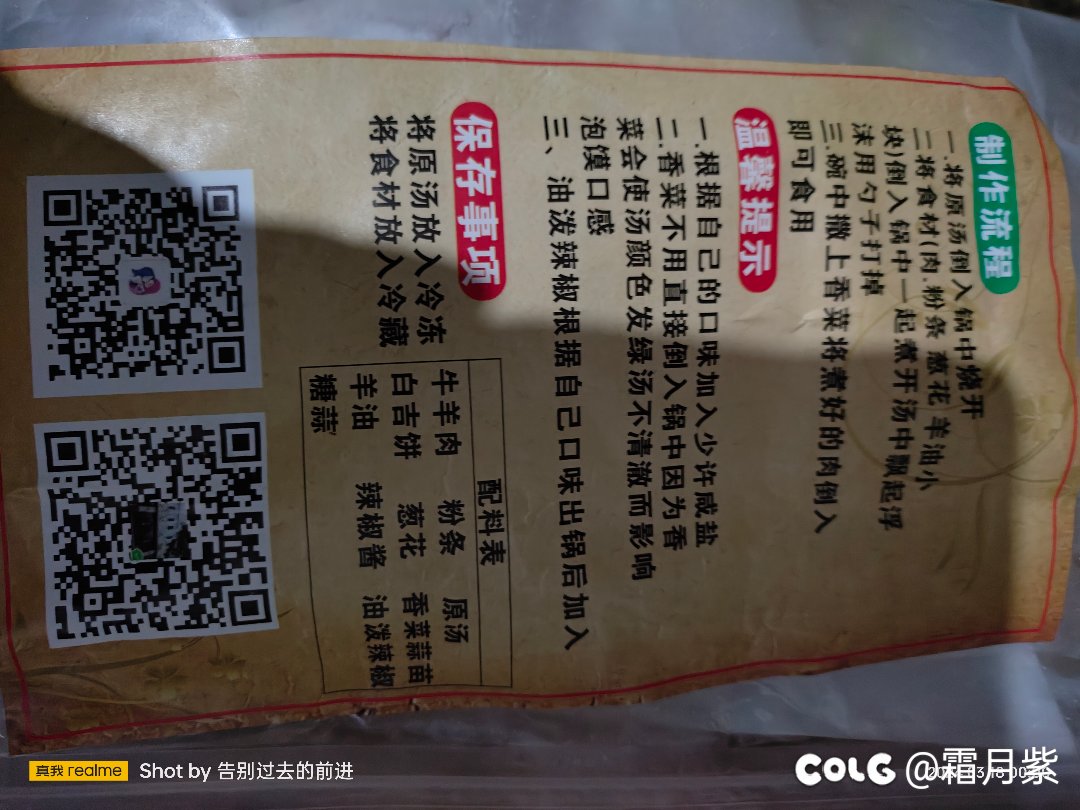 制作流程
一.将原汤倒入锅中烧开
二.将食材(肉.粉条 葱花 羊油小
块)倒入锅中一起煮开汤中飘起浮
沫用勺子打掉
三.碗中撒上香菜将煮好的肉倒入
即可食用
温馨提示
一.根据自己的口味加入少许咸盐
二.香菜不用直接倒入锅中因为香
菜会使汤颜色发绿汤不清澈而影响
泡馍口感
三、油泼辣椒根据自己口味出锅后加入
保存事项
将原汤放入冷冻
将食材放入冷藏
配料表
牛羊肉 粉条 原汤
白吉饼 葱花 香菜蒜苗
羊油 辣椒酱 油泼辣椒
糖蒜
真我 realme
Shot by 告别过去的前进
COLG @霜月紫